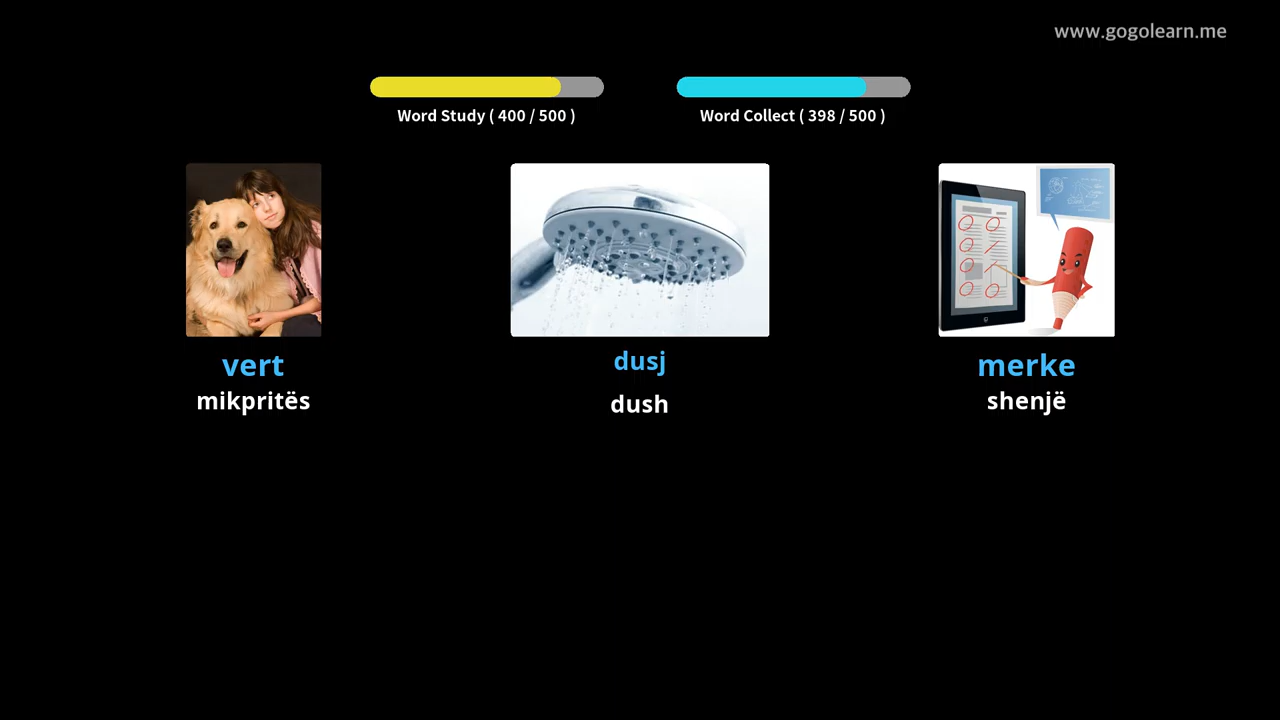 www.gogolearn.me
Word Study ( 400 / 500 )
Word Collect ( 398 / 500 )
vert
mikpritës
dusj
dush
merke
shenjë